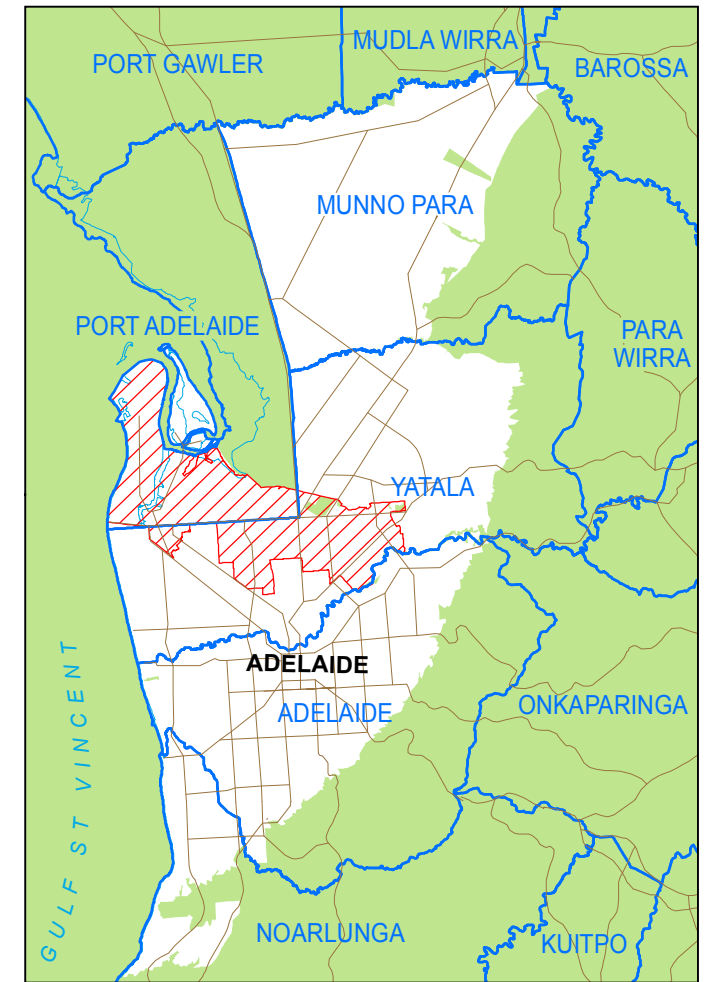 MUDLA WIRRA
PORT GAWLER
BAROSSA
MUNNO PARA
PORT ADELAIDE
PARA
WIRRA
YATALA
GULF ST VINCENT
ADELAIDE
ONKAPARINGA
ADELAIDE
NOARLUNGA
KUITPO